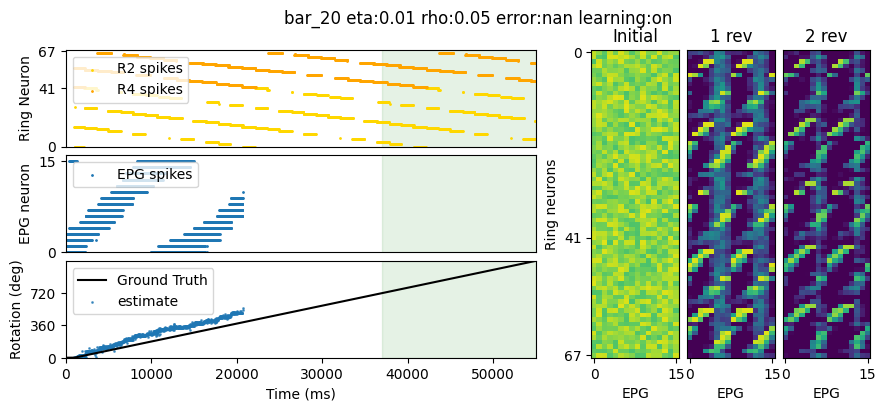 bar_20 eta:0.01 rho:0.05 error:nan learning:on
Ring Neuron
67
41
0
R2 spikes
R4 spikes
EPG neuron
15
0
EPG spikes
Rotation (deg)
720
360
0
Ground Truth
estimate
0 10000 20000 30000 40000 50000
Time (ms)
Initial 1 rev 2 rev
Ring neurons
0
41
67
0 15 0 15 0 15
EPG EPG EPG